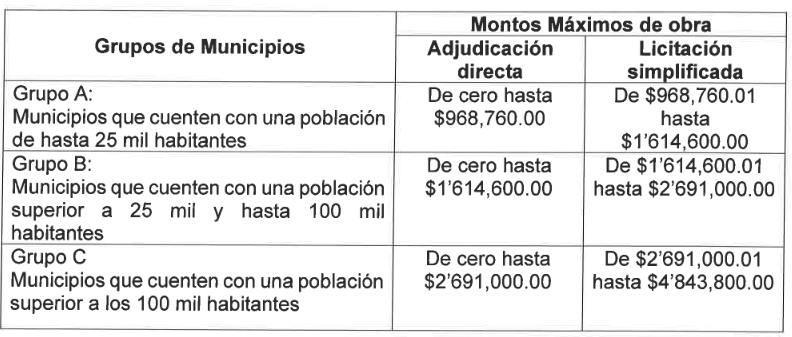 Grupos de Municipios
Montos Máximos de obra
Adjudicación
directa
Licitación
simplificada
Grupo A:
Municipios que cuenten con una población
de hasta 25 mil habitantes
De cero hasta
$968,760.00
De $968,760.01
hasta
$1'614,600.00
Grupo B:
Municipios que cuenten con una población
superior a 25 mil y hasta 100 mil
habitantes
De cero hasta
$1'614,600.00
De $1'614,600.01
hasta $2'691,000.00
Grupo C
Municipios que cuenten con una población
superior a los 100 mil habitantes
De cero hasta
$2'691,000.00
De $2'691,000.01
hasta $4'843,800.00